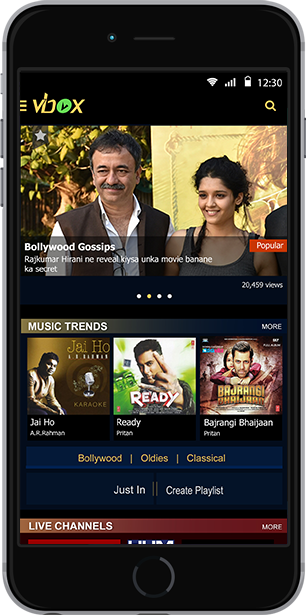 12:30
VBOX
Bollywood Gossips
Popular
Rajkumar Hirani ne reveal kiysa unka movie banane
ka secret
20,459 views
MUSIC TRENDS
MORE
Jai Ho
A.R.RAHMAN
KARAOKE
READY
BAJRANGI
BHAIJAAN
Jai Ho
A.R.Rahman
Ready
Pritan
Bajrangi Bhaijaan
Pritan
Bollywood | Oldies | Classical
Just In || Create Playlist
LIVE CHANNELS
MORE